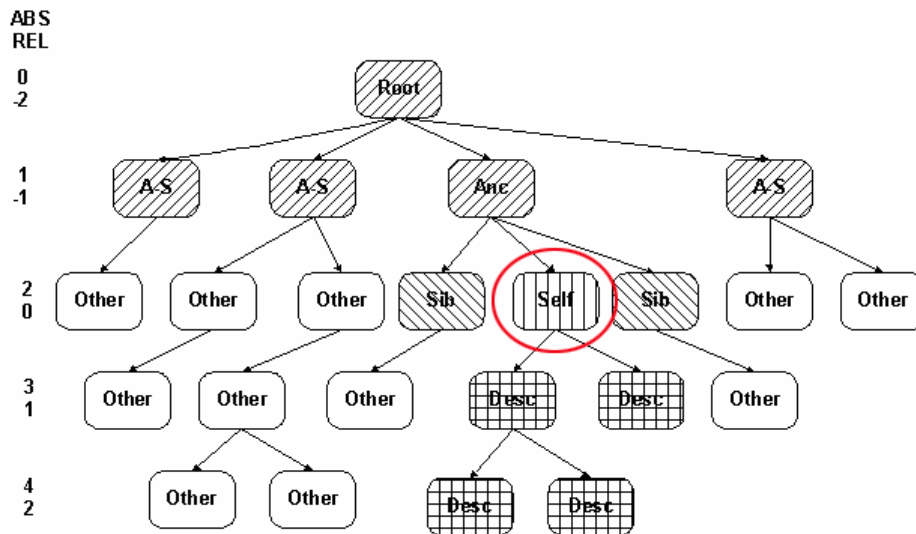 ABS
REL
0
-2
Root
1
-1
A-S A-S Anc A-S
2
0
Other Other Other Sib Self Sib Other Other
3
1
Other Other Other Desc Desc Other
4
2
Other Other Desc Desc